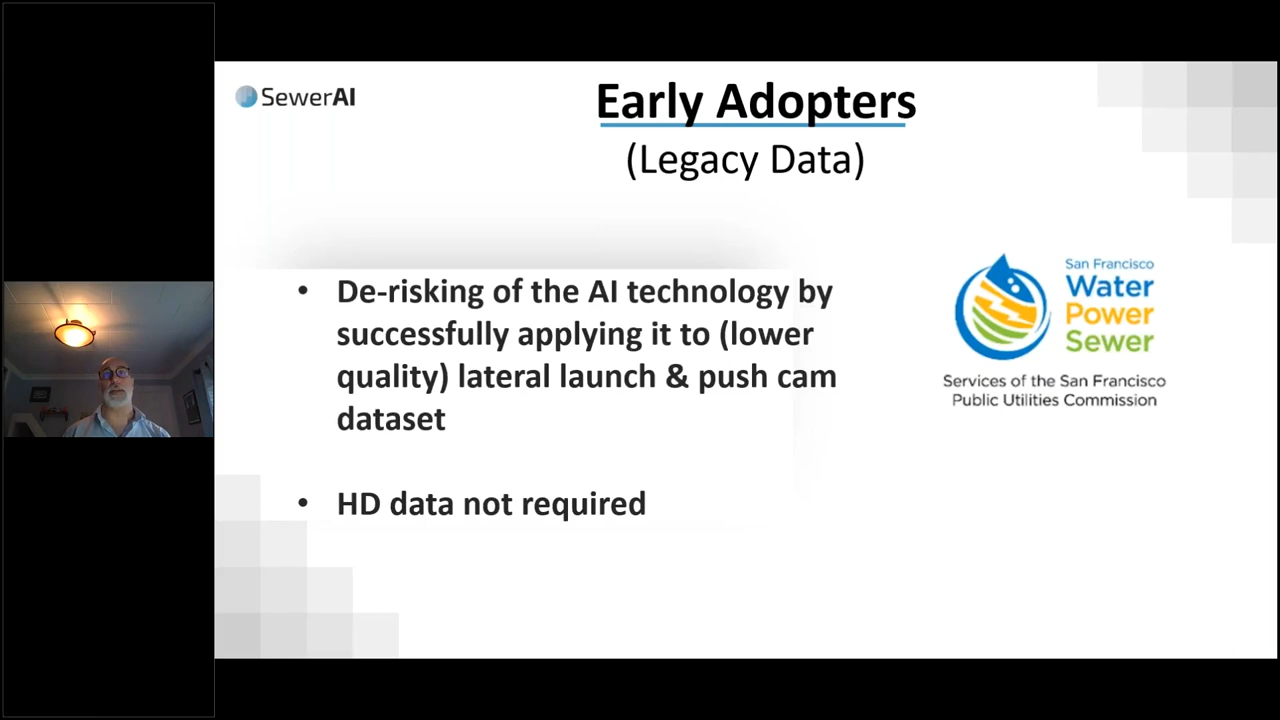 SewerAI
Early Adopters
(Legacy Data)
• De-risking of the AI technology by
successfully applying it to (lower
quality) lateral launch & push cam
dataset
• HD data not required
San Francisco
Water
Power
Sewer
Services of the San Francisco
Public Utilities Commission